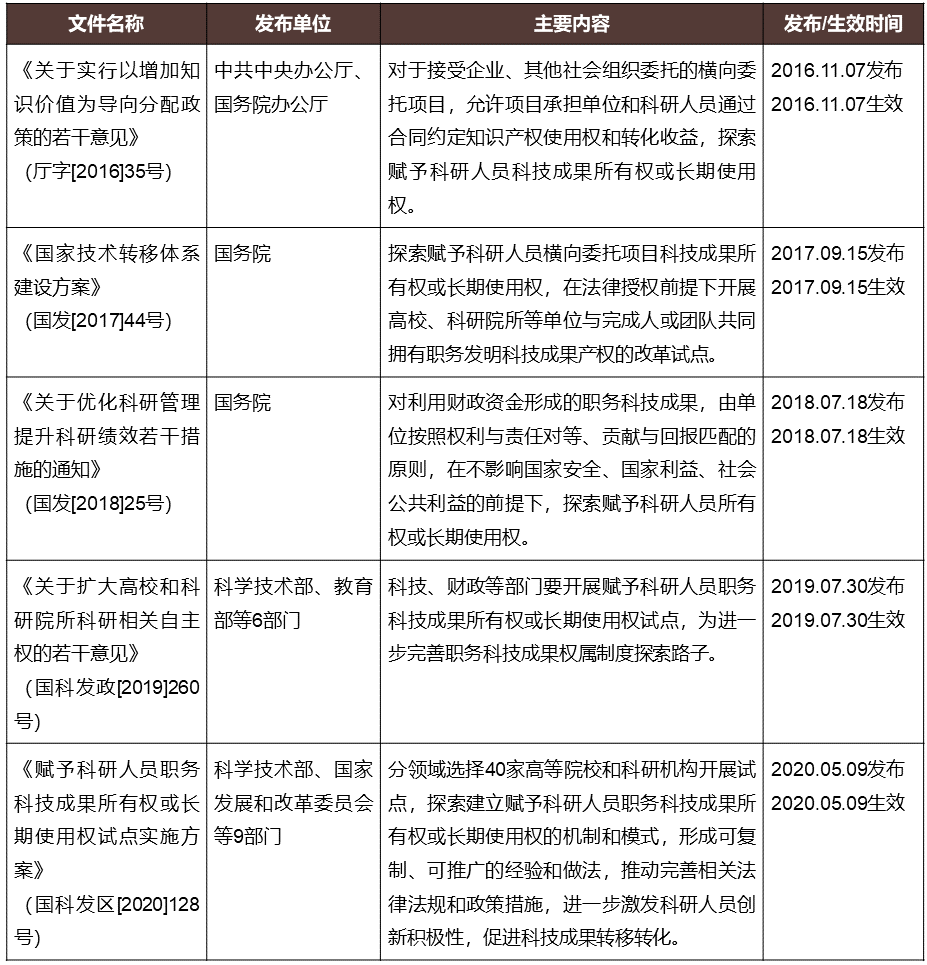 文件名称
发布单位
主要内容
发布/生效时间
《关于实行以增加知
识价值为导向分配政
策的若干意见》
(厅字[2016]35号)
中共中央办公厅、
国务院办公厅
对于接受企业、其他社会组织委托的横向委
托项目，允许项目承担单位和科研人员通过
合同约定知识产权使用权和转化收益，探索
赋予科研人员科技成果所有权或长期使用
权。
2016.11.07发布
2016.11.07生效
《国家技术转移体系
建设方案》
(国发[2017]44号)
国务院
探索赋予科研人员横向委托项目科技成果所
有权或长期使用权，在法律授权前提下开展
高校、科研院所等单位与完成人或团队共同
拥有职务发明科技成果产权的改革试点。
2017.09.15发布
2017.09.15生效
《关于优化科研管理
提升科研绩效若干措
施的通知》
(国发[2018]25号)
国务院
对利用财政资金形成的职务科技成果，由单
位按照权利与责任对等、贡献与回报匹配的
原则，在不影响国家安全、国家利益、社会
公共利益的前提下，探索赋予科研人员所有
权或长期使用权。
2018.07.18发布
2018.07.18生效
《关于扩大高校和科
研院所科研相关自主
权的若干意见》
(国科发政[2019]260
号)
科学技术部、教育
部等6部门
科技、财政等部门要开展赋予科研人员职务
科技成果所有权或长期使用权试点，为进一
步完善职务科技成果权属制度探索路子。
2019.07.30发布
2019.07.30生效
《赋予科研人员职务
科技成果所有权或长
期使用权试点实施方
案》
(国科发区[2020]128
号)
科学技术部、国家
发展和改革委员会
等9部门
分领域选择40家高等院校和科研机构开展试
点，探索建立赋予科研人员职务科技成果所
有权或长期使用权的机制和模式，形成可复
制、可推广的经验和做法，推动完善相关法
律法规和政策措施，进一步激发科研人员创
新积极性，促进科技成果转移转化。
2020.05.09发布
2020.05.09生效